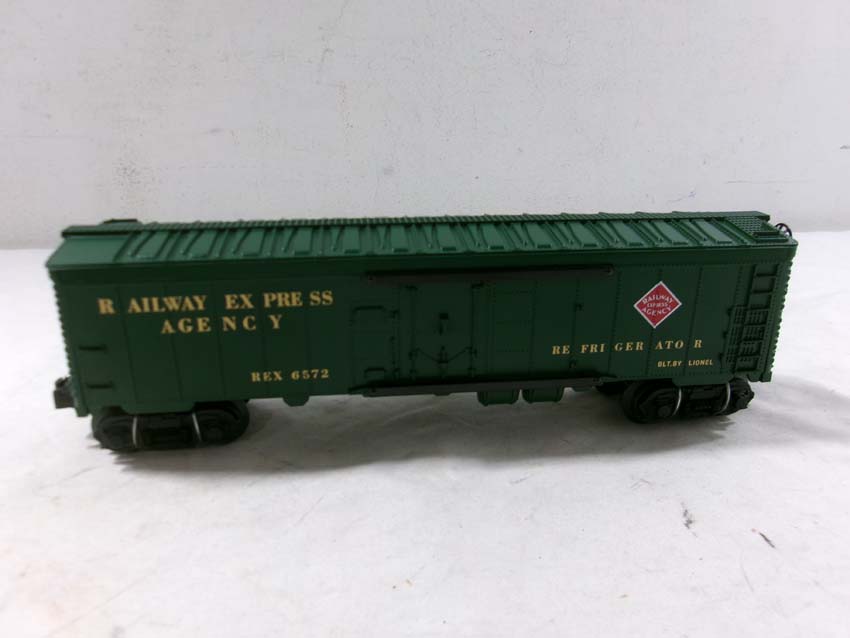 RAILWAY EXPRESS
AGENCY
REX 6572
RAILWAY
EXPRESS
AGENCY
REFRIGERATOR
BLT.BY LIONEL